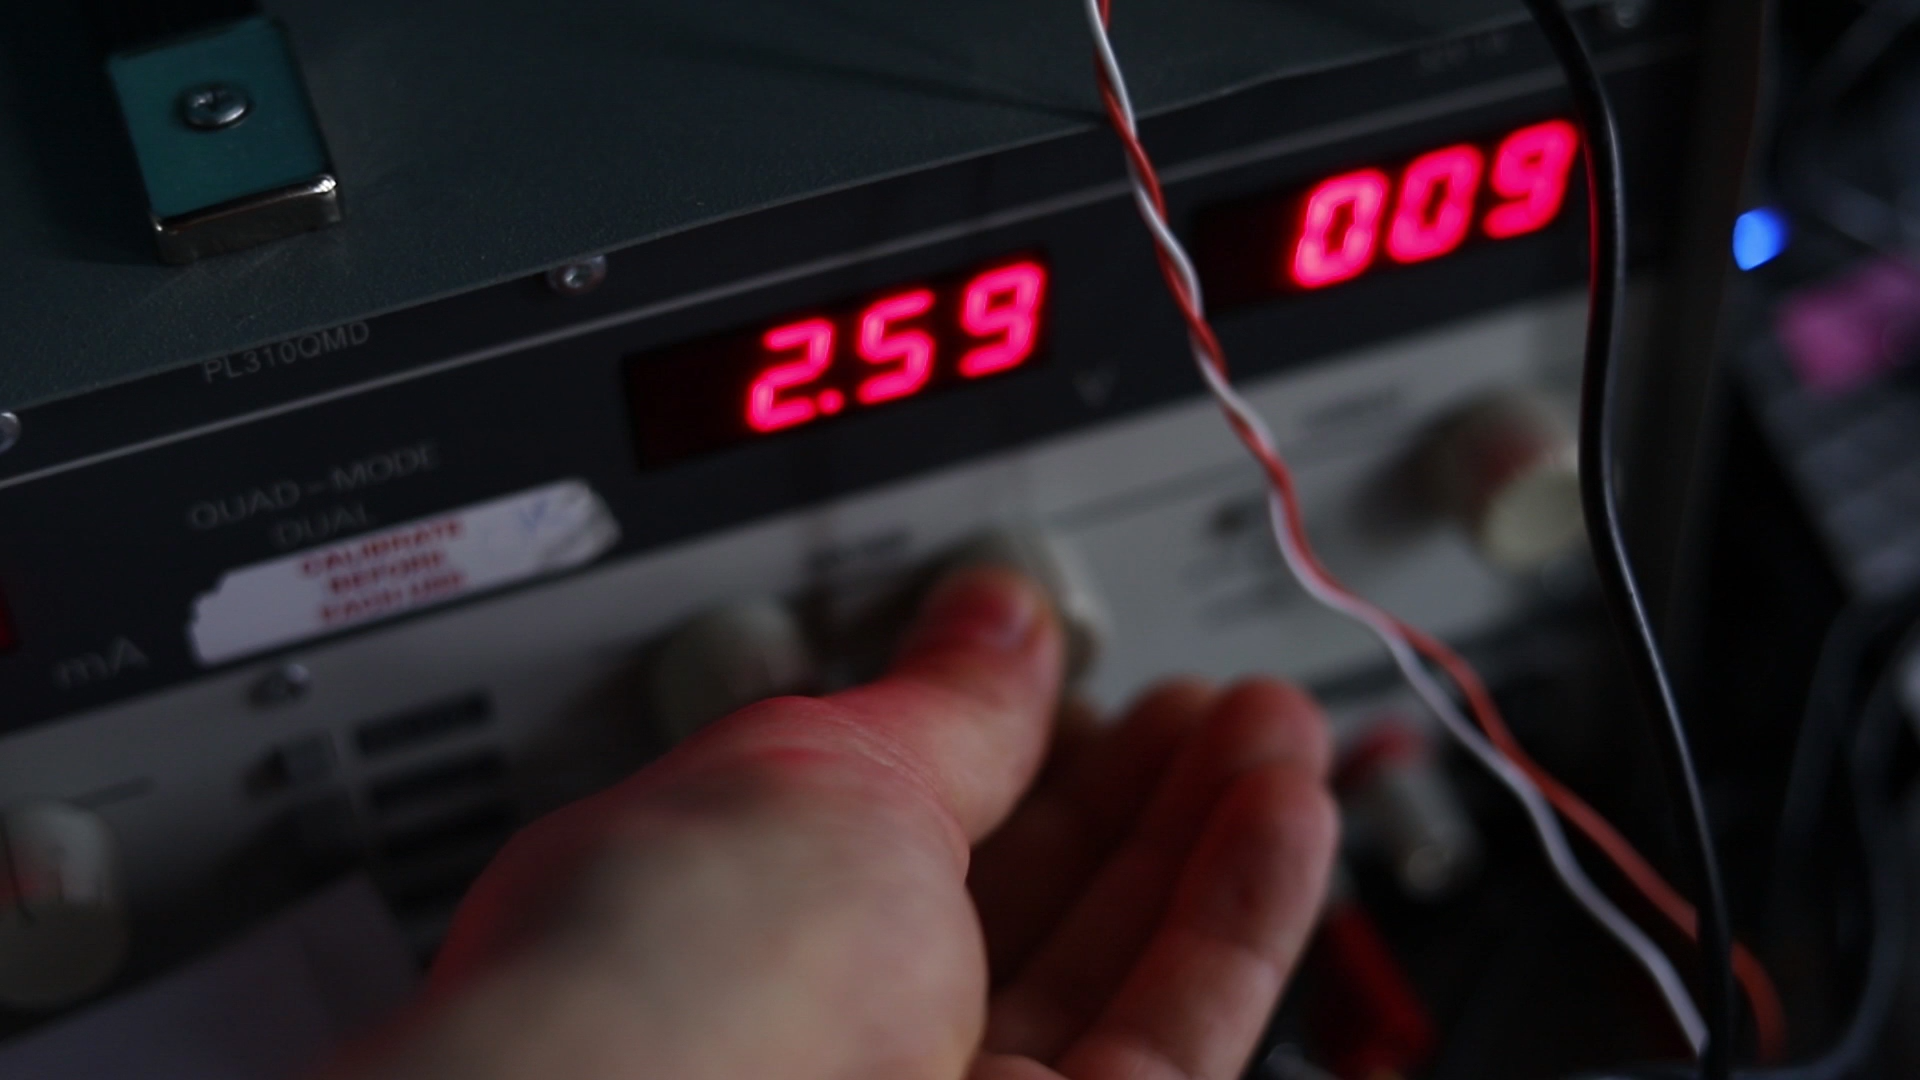 PL310QMD
2.59
009
V
QUAD-MODE
DUAL
CALIBRATE
BEFORE
EACH USE
mA